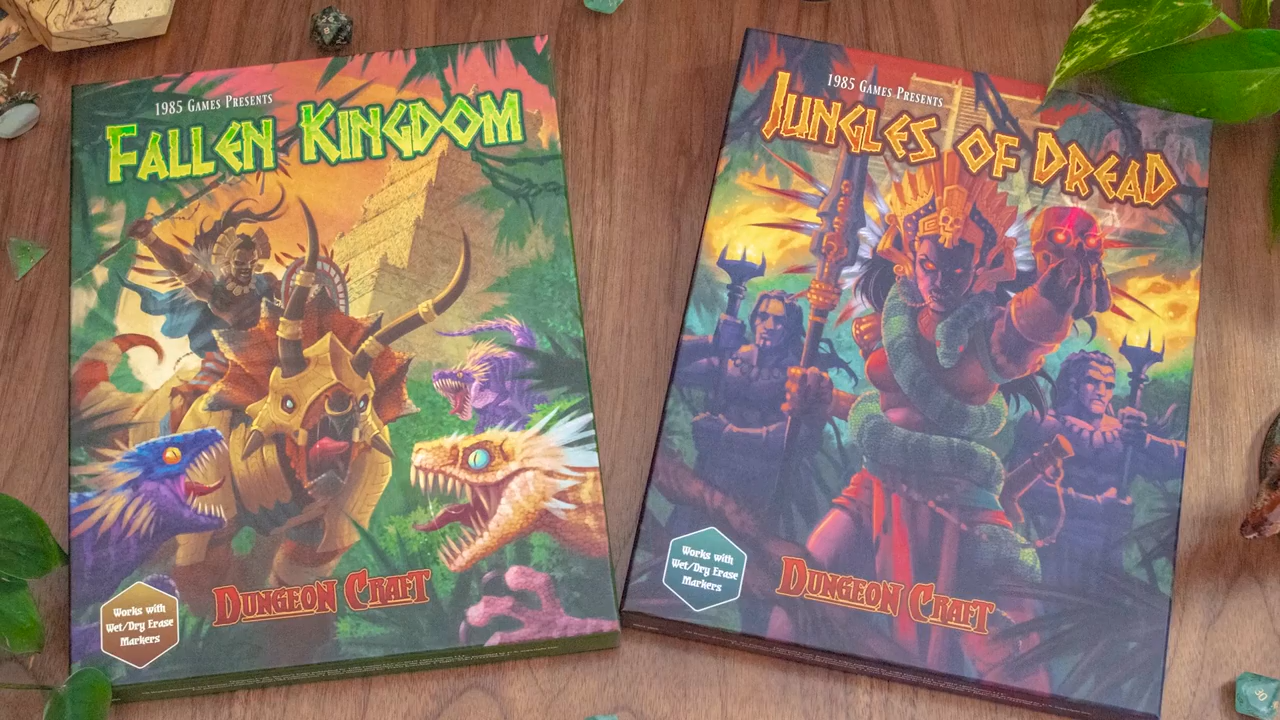 1985 Games Presents
Fallen Kingdom
Works with
Wet/Dry Erase
Markers
Dungeon Craft
1985 Games Presents
Jungles of Dread
Works with
Wet/Dry Erase
Markers
Dungeon Craft